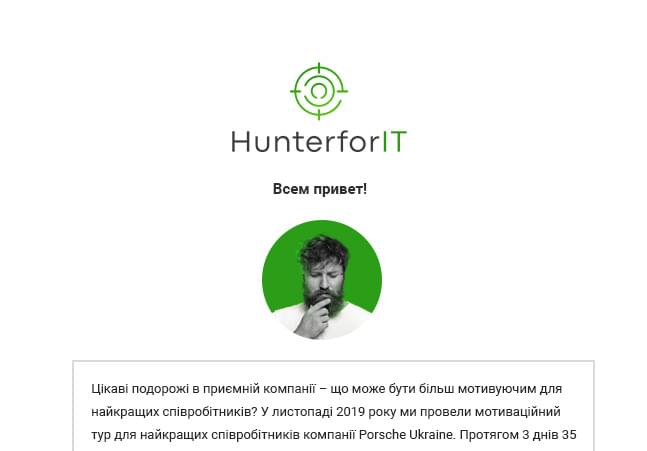 HunterforIT
Всем привет!
Цікаві подорожі в приємній компанії – що може бути більш мотивуючим для
найкращих співробітників? У листопаді 2019 року ми провели мотиваційний
тур для найкращих співробітників компанії Porsche Ukraine. Протягом 3 днів 35